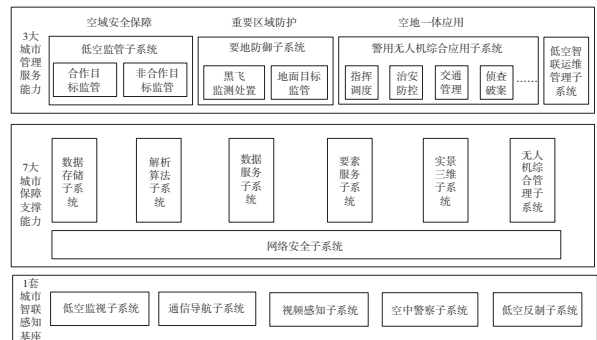 3大
城市
管理
服务
能力
空域安全保障
重要区域防护
空地一体应用
低空监管子系统
合作目
标监管
非合作目
标监管
要地防御子系统
黑飞
监测处置
地面目标
监管
警用无人机综合应用子系统
指挥
调度
治安
防控
交通
管理
侦查
破案
……
低空智
联运维
管理子
系统
7大
城市
保障
支撑
能力
数据
存储
子系
统
解析
算法
子系
统
数据
服务
子系
统
要素
服务
子系
统
实景
三维
子系
统
无人
机综
合管
理子
系统
网络安全子系统
1套
城市
智联
感知
基座
低空监视子系统
通信导航子系统
视频感知子系统
空中警察子系统
低空反制子系统